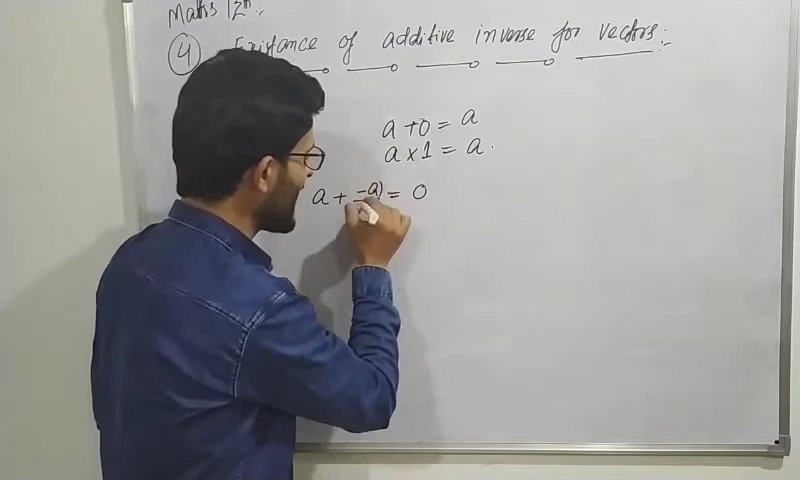 Maths 12th:-
4 Existance of additive inverse for vectors:-
a + 0 = a
a × 1 = a.
a + -a) = 0